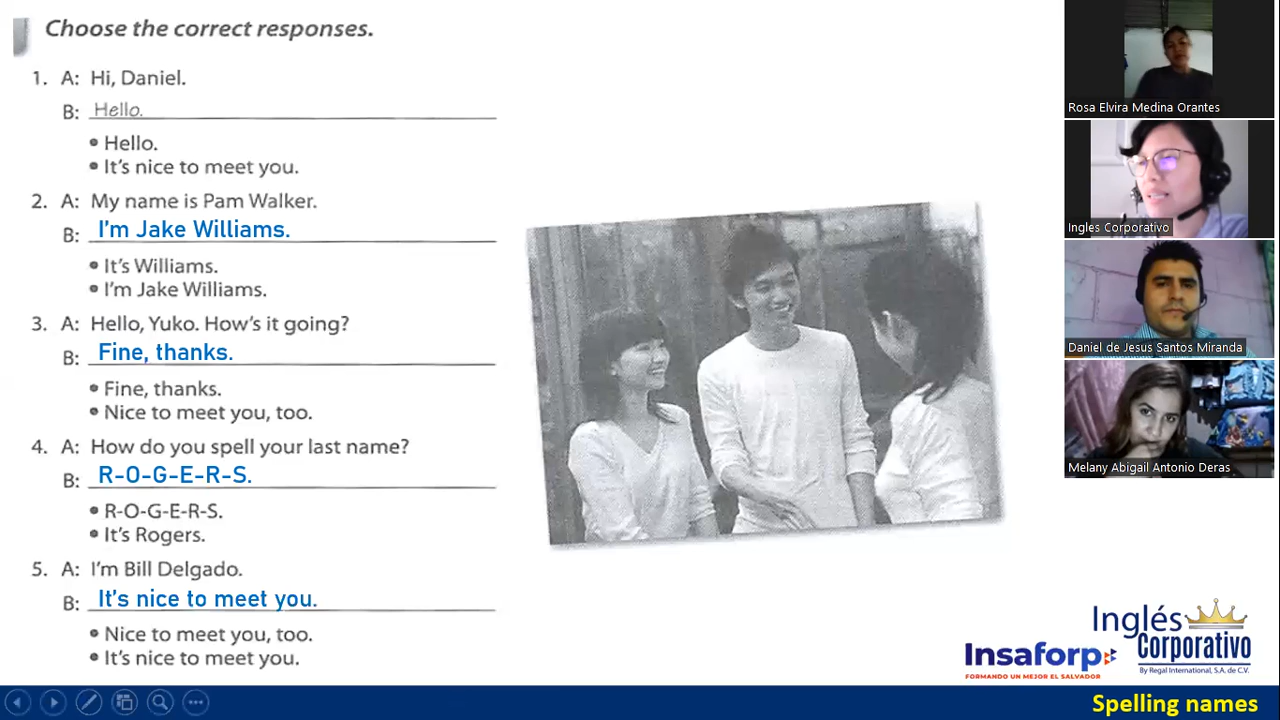 Choose the correct responses.
1. A: Hi, Daniel.
B: Hello.
• Hello.
• It's nice to meet you.
2. A: My name is Pam Walker.
B: I'm Jake Williams.
• It's Williams.
• I'm Jake Williams.
3. A: Hello, Yuko. How's it going?
B: Fine, thanks.
• Fine, thanks.
• Nice to meet you, too.
4. A: How do you spell your last name?
B: R-O-G-E-R-S.
• R-O-G-E-R-S.
• It's Rogers.
5. A: I'm Bill Delgado.
B: It's nice to meet you.
• Nice to meet you, too.
• It's nice to meet you.
Rosa Elvira Medina Orantes
Ingles Corporativo
Daniel de Jesus Santos Miranda
Melany Abigail Antonio Deras
Insaforp
FORMANDO UN MEJOR EL SALVADOR
Inglés
Corporativo
By Regal International, S.A. de C.V.
Spelling names